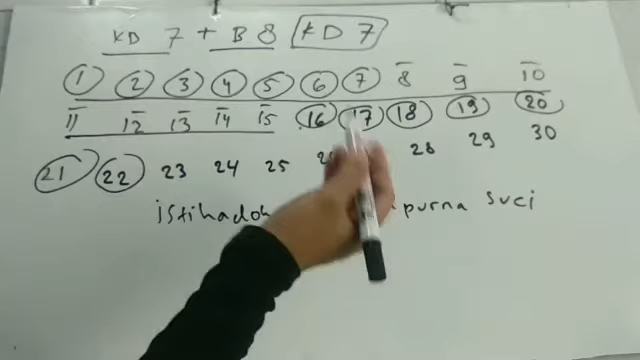 KD 7 + B 8 KD 7
1 2 3 4 5 6 7 8 9 10
11 12 13 14 15 16 17 18 19 20
21 22 23 24 25 28 29 30
istihadoh purna suci